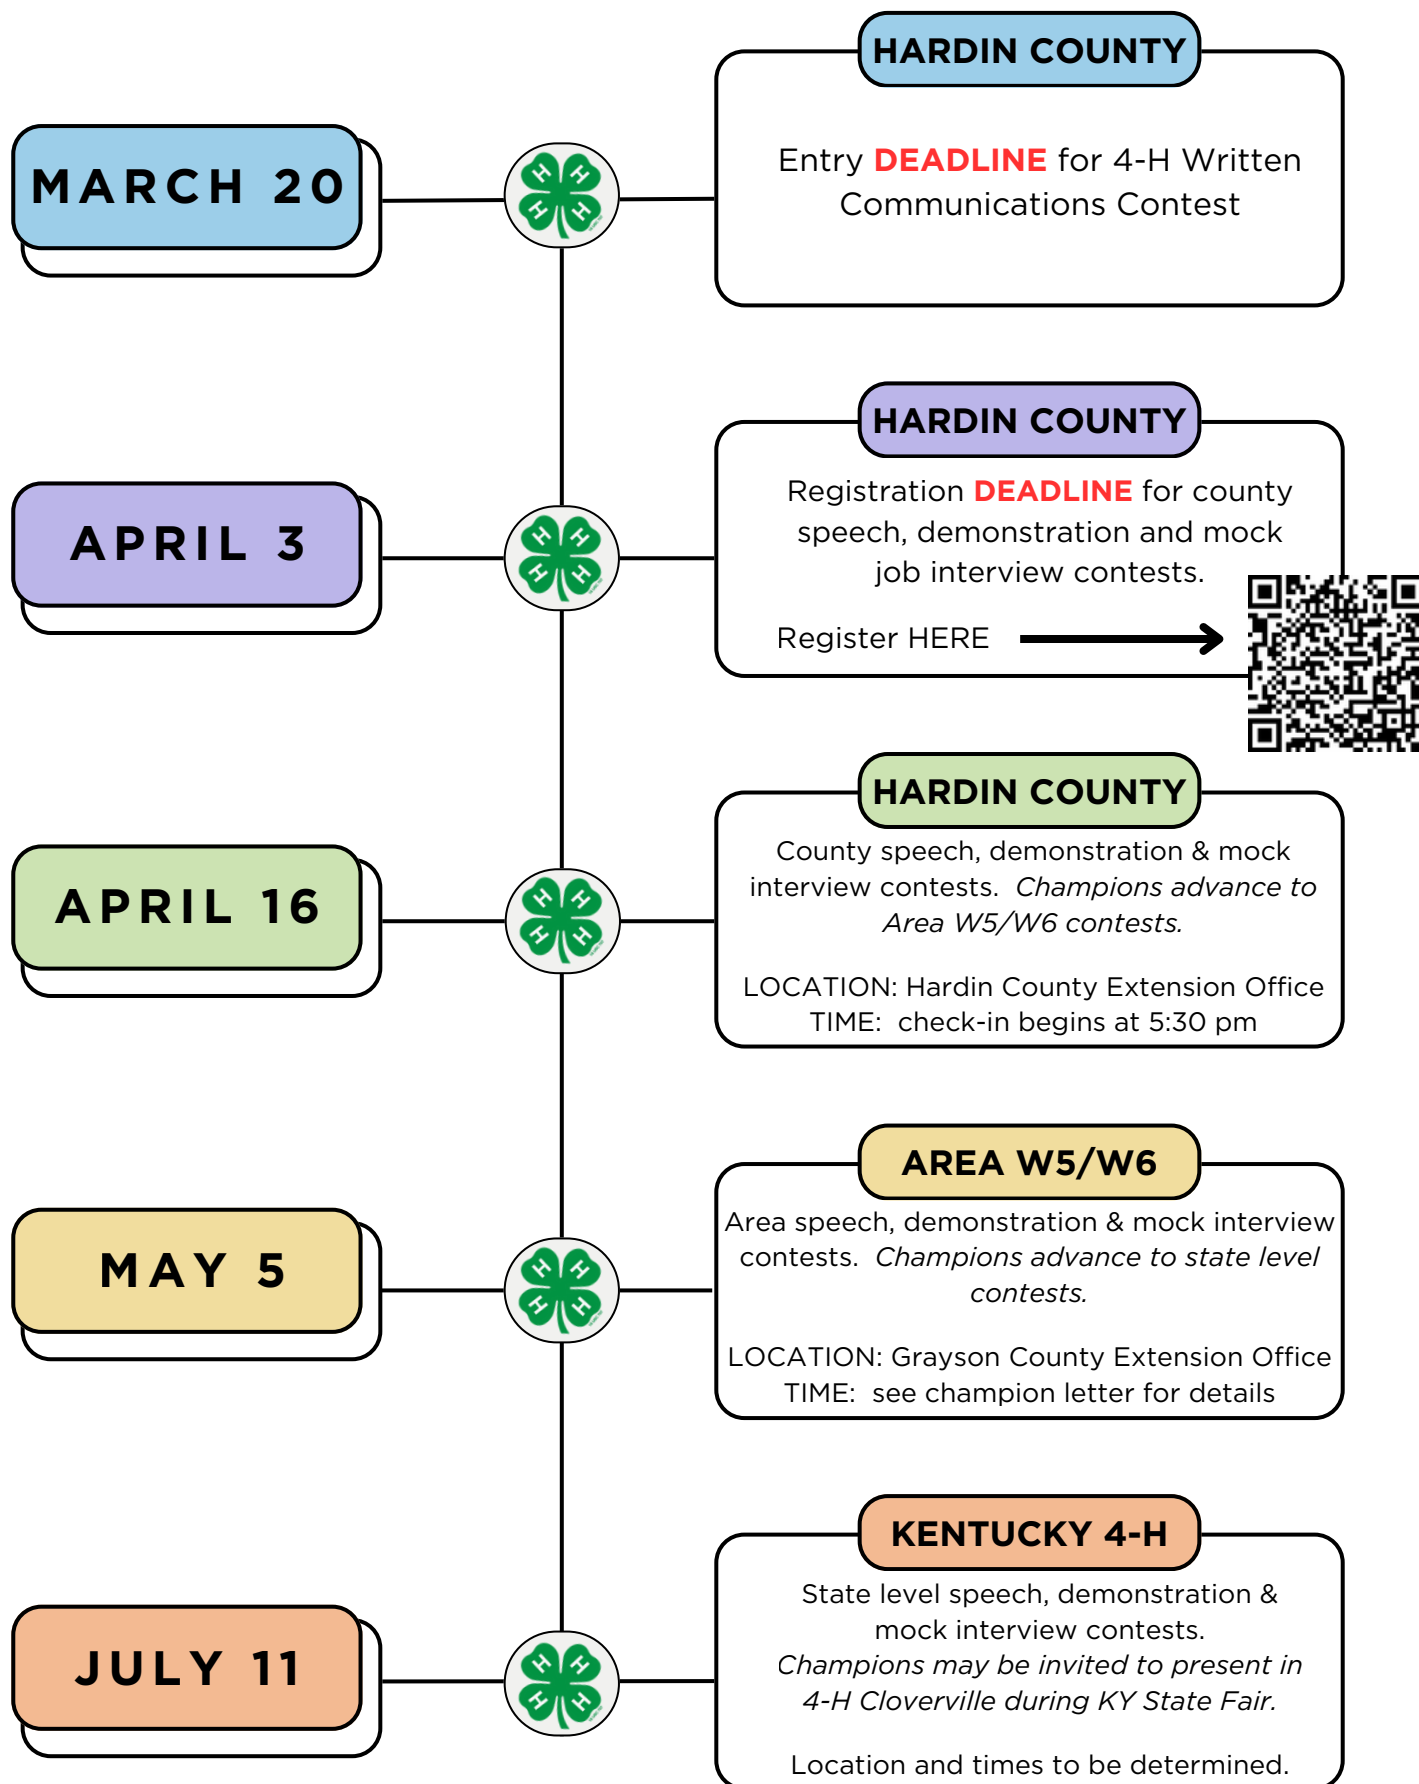 HARDIN COUNTY
MARCH 20
Entry DEADLINE for 4-H Written
Communications Contest
H H H H
HARDIN COUNTY
APRIL 3
Registration DEADLINE for county
speech, demonstration and mock
job interview contests.
Register HERE
H H H H
HARDIN COUNTY
APRIL 16
County speech, demonstration & mock
interview contests. Champions advance to
Area W5/W6 contests.
LOCATION: Hardin County Extension Office
TIME: check-in begins at 5:30 pm
H H H H
AREA W5/W6
MAY 5
Area speech, demonstration & mock interview
contests. Champions advance to state level
contests.
LOCATION: Grayson County Extension Office
TIME: see champion letter for details
H H H H
KENTUCKY 4-H
JULY 11
State level speech, demonstration &
mock interview contests.
Champions may be invited to present in
4-H Cloverville during KY State Fair.
Location and times to be determined.
H H H H